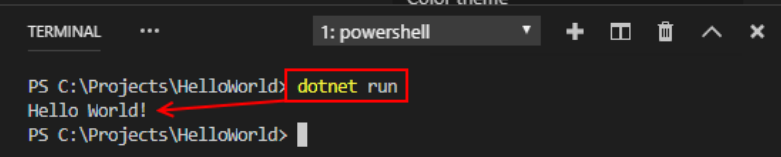 Color theme
TERMINAL ... 1: powershell
PS C:\Projects\HelloWorld> dotnet run
Hello World!
PS C:\Projects\HelloWorld>